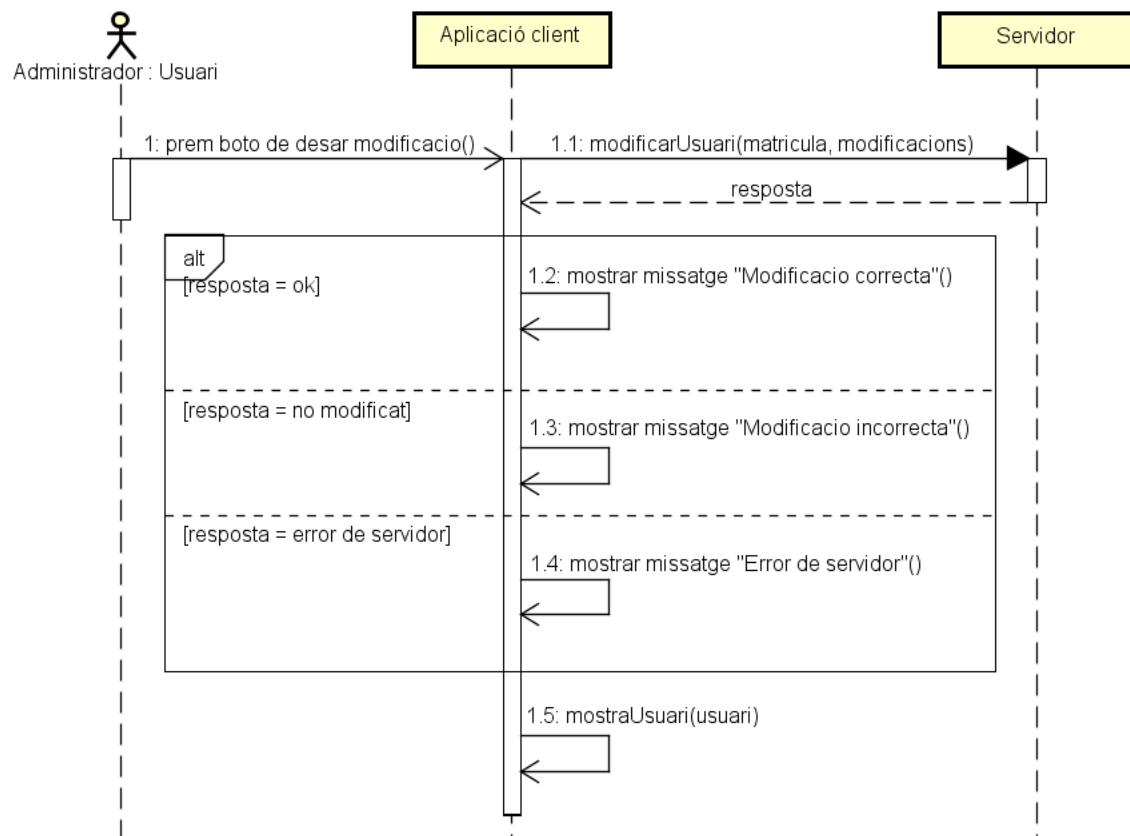 Aplicació client
Servidor
Administrador : Usuari
1: prem boto de desar modificacio()
1.1: modificarUsuari(matricula, modificacions)
resposta
alt
[resposta = ok]
1.2: mostrar missatge "Modificacio correcta"()
[resposta = no modificat]
1.3: mostrar missatge "Modificacio incorrecta"()
[resposta = error de servidor]
1.4: mostrar missatge "Error de servidor"()
1.5: mostraUsuari(usuari)